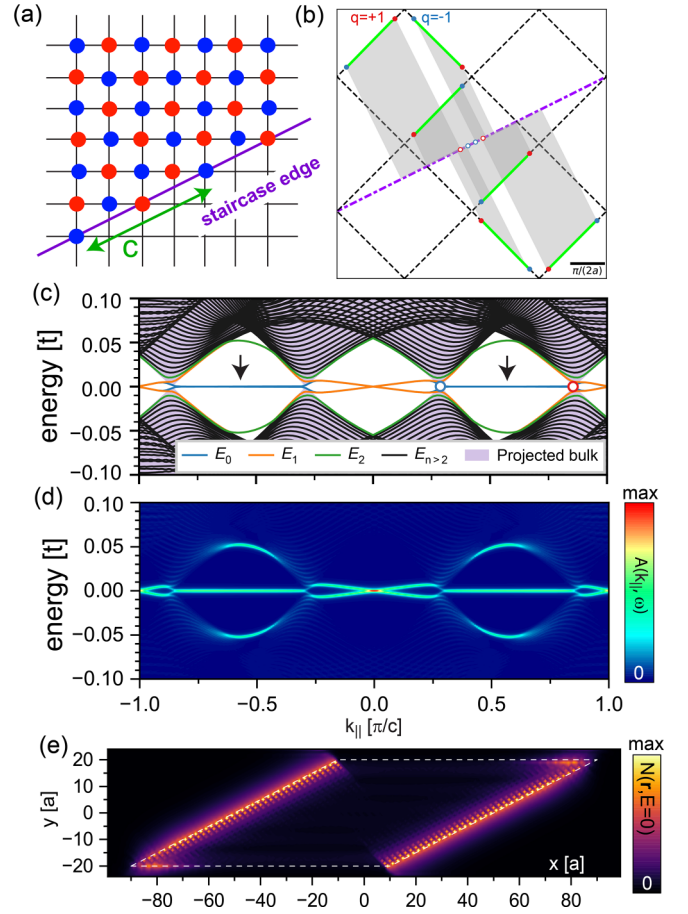 (a)
staircase edge
c
(b)
q=+1 q=-1
π/(2a)
(c)
energy [t]
0.10
0.05
0.00
−0.05
−0.10
E0 E1 E2 En>2 Projected bulk
(d)
energy [t]
0.10
0.05
0.00
−0.05
−0.10
−1.0 −0.5 0.0 0.5 1.0
k|| [π/c]
max
A(k||, ω)
0
(e)
y [a]
20
10
0
−10
−20
x [a]
−80 −60 −40 −20 0 20 40 60 80
max
N(r,E=0)
0